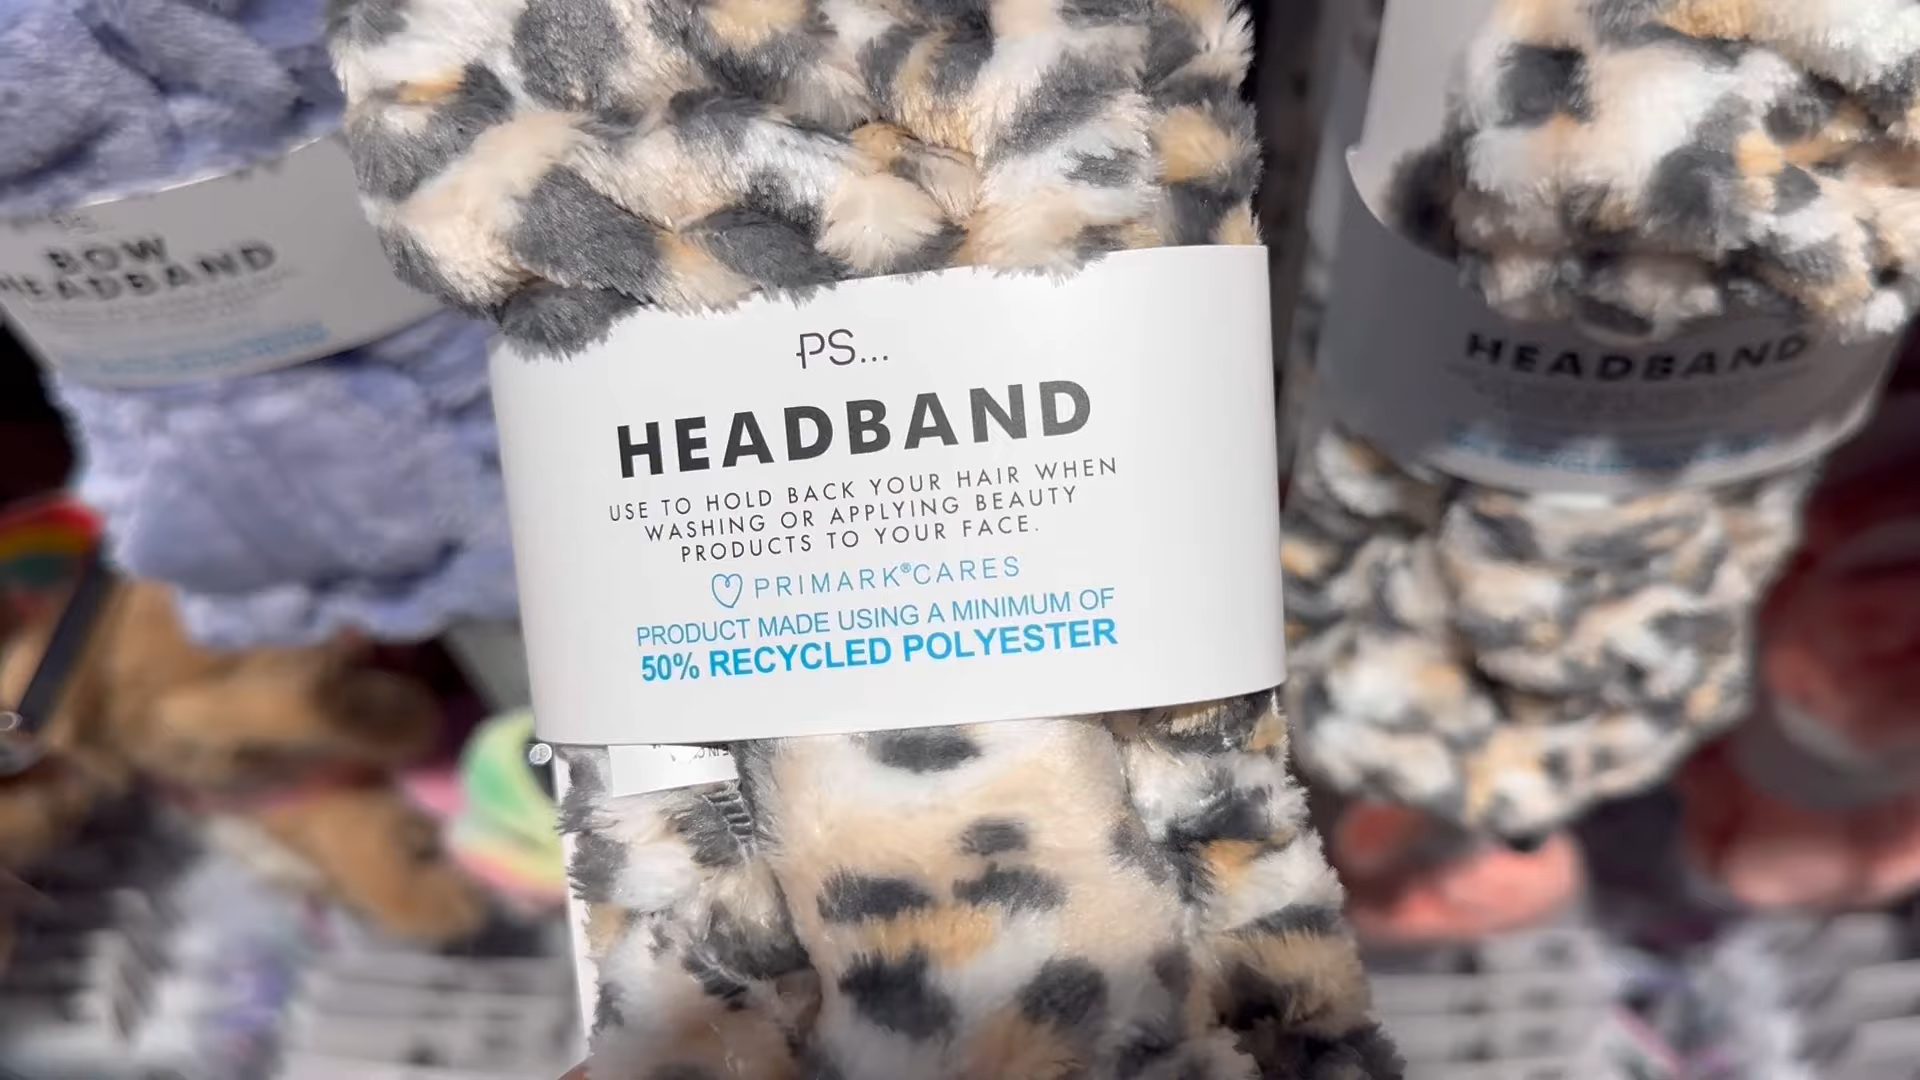 PS...
HEADBAND
USE TO HOLD BACK YOUR HAIR WHEN
WASHING OR APPLYING BEAUTY
PRODUCTS TO YOUR FACE.
PRIMARK®CARES
PRODUCT MADE USING A MINIMUM OF
50% RECYCLED POLYESTER
BOW
HEADBAND
HEADBAND